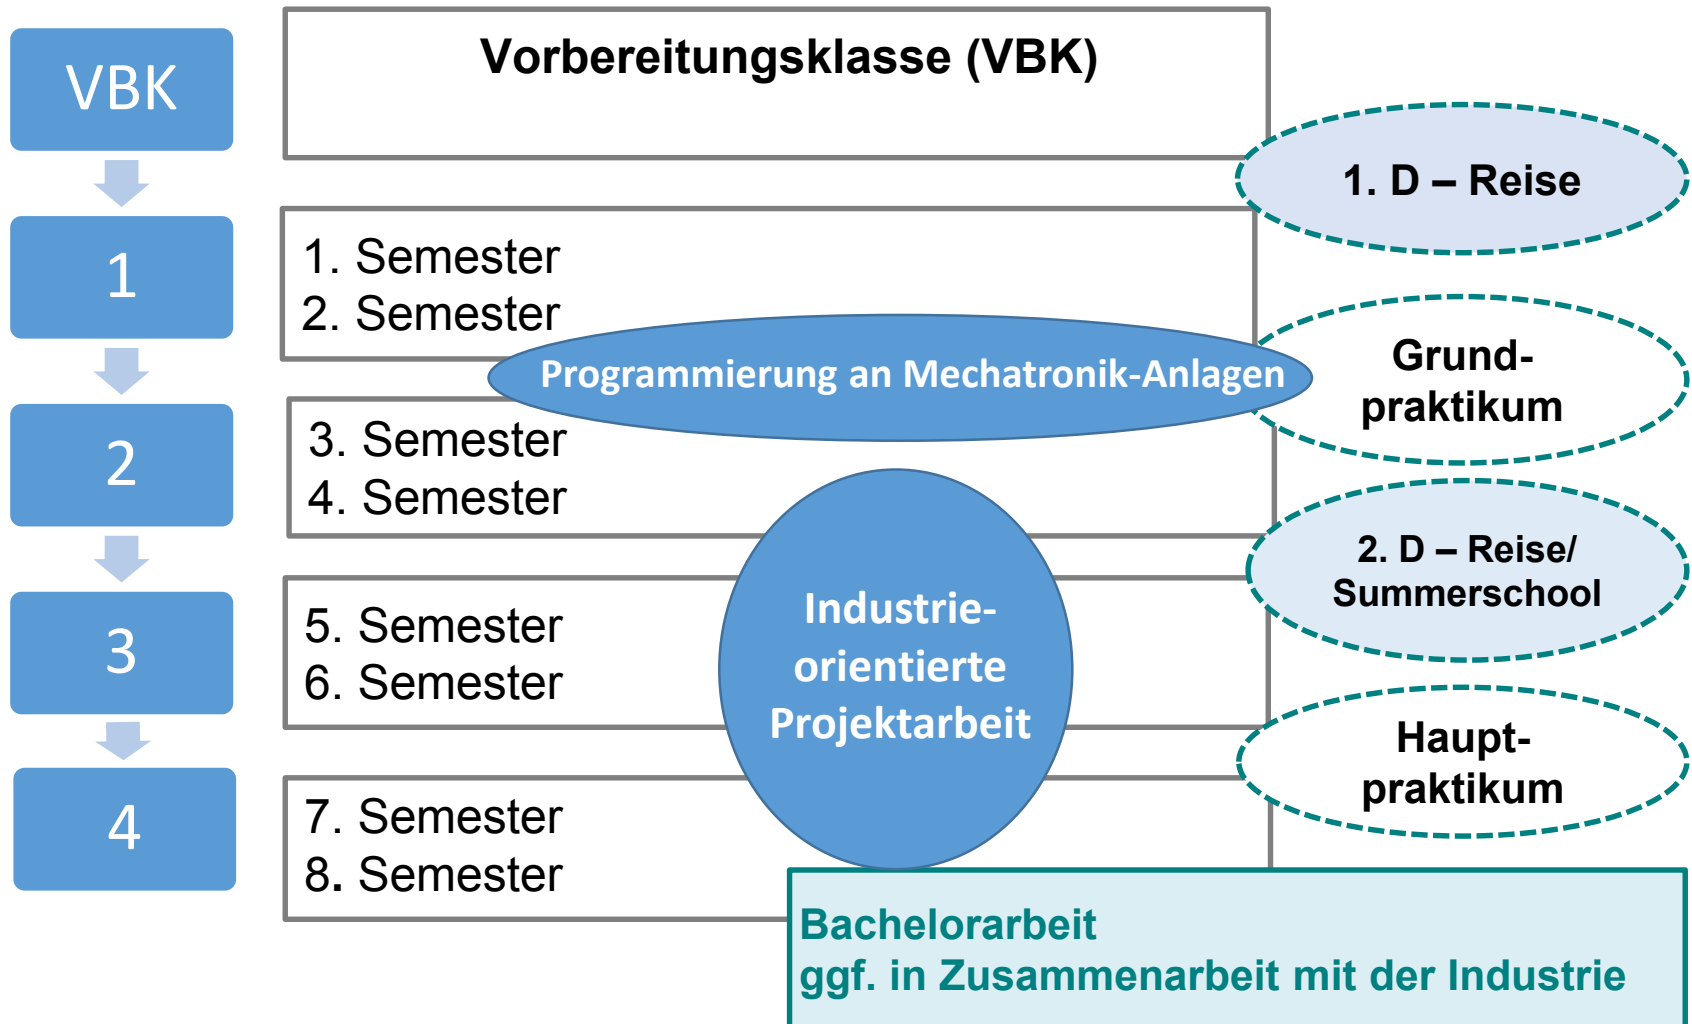 VBK
Vorbereitungsklasse (VBK)
1. D – Reise
1
1. Semester
2. Semester
Programmierung an Mechatronik-Anlagen
Grund-
praktikum
2
3. Semester
4. Semester
2. D – Reise/
Summerschool
3
5. Semester
6. Semester
Industrie-
orientierte
Projektarbeit
Haupt-
praktikum
4
7. Semester
8. Semester
Bachelorarbeit
ggf. in Zusammenarbeit mit der Industrie